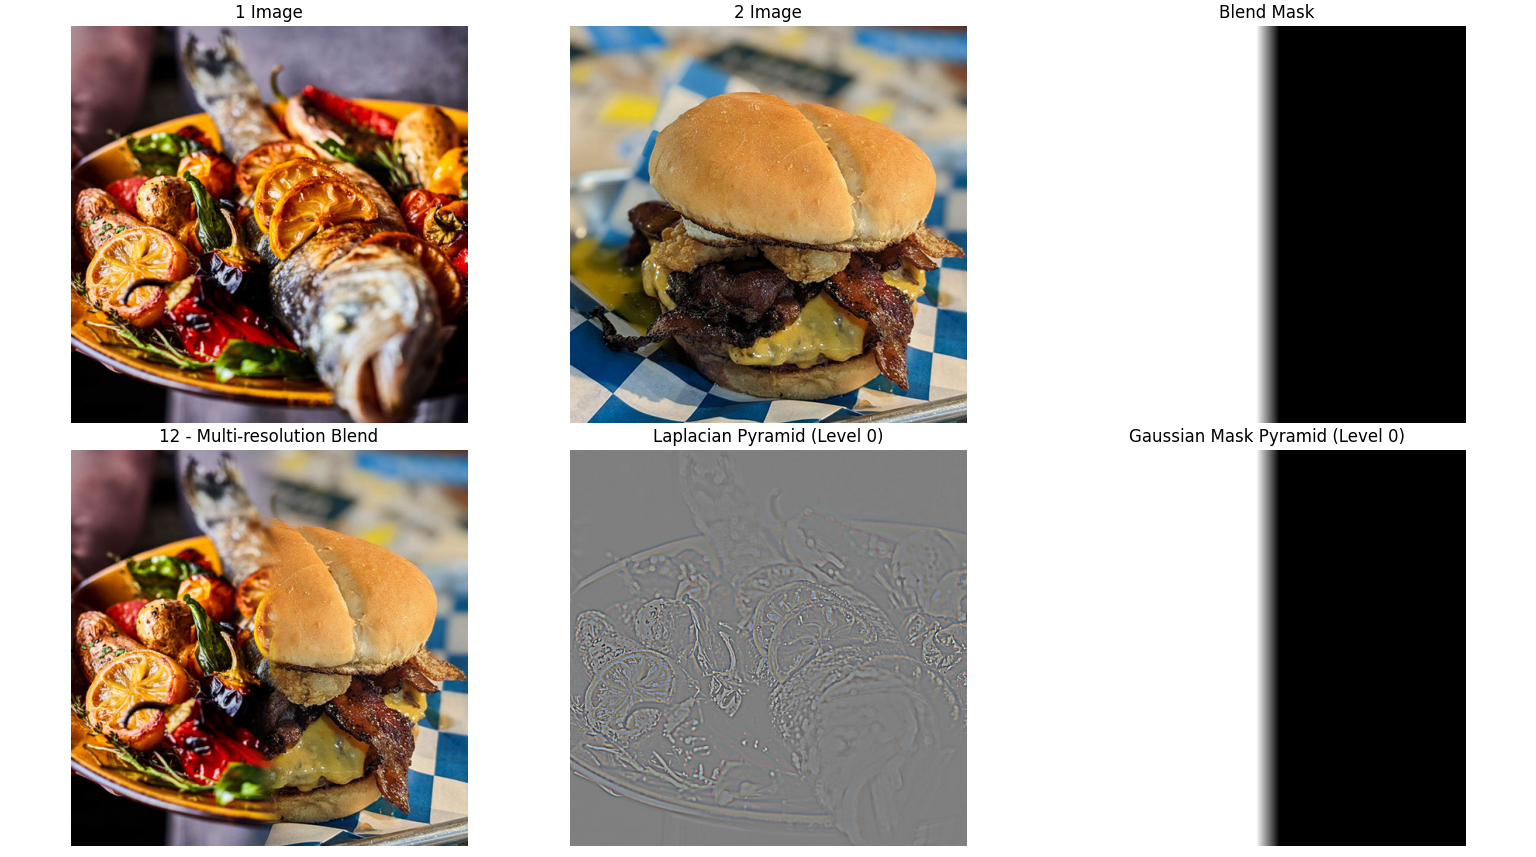 1 Image
2 Image
Blend Mask
12 - Multi-resolution Blend
Laplacian Pyramid (Level 0)
Gaussian Mask Pyramid (Level 0)